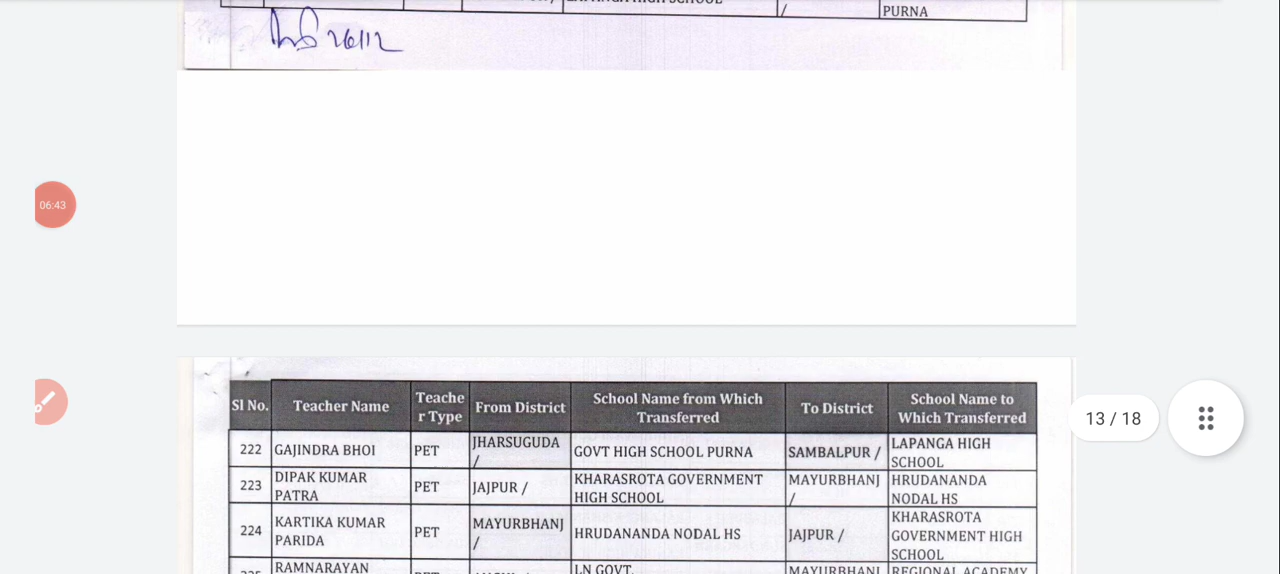 PURNA
26/12
06:43
13 / 18
Sl No. Teacher Name Teache r Type From District School Name from Which Transferred To District School Name to Which Transferred
222 GAJINDRA BHOI PET JHARSUGUDA / GOVT HIGH SCHOOL PURNA SAMBALPUR / LAPANGA HIGH SCHOOL
223 DIPAK KUMAR PATRA PET JAJPUR / KHARASROTA GOVERNMENT HIGH SCHOOL MAYURBHANJ / HRUDANANDA NODAL HS
224 KARTIKA KUMAR PARIDA PET MAYURBHANJ / HRUDANANDA NODAL HS JAJPUR / KHARASROTA GOVERNMENT HIGH SCHOOL
RAMNARAYAN LN GOVT. MAYURBHANJ REGIONAL ACADEMY